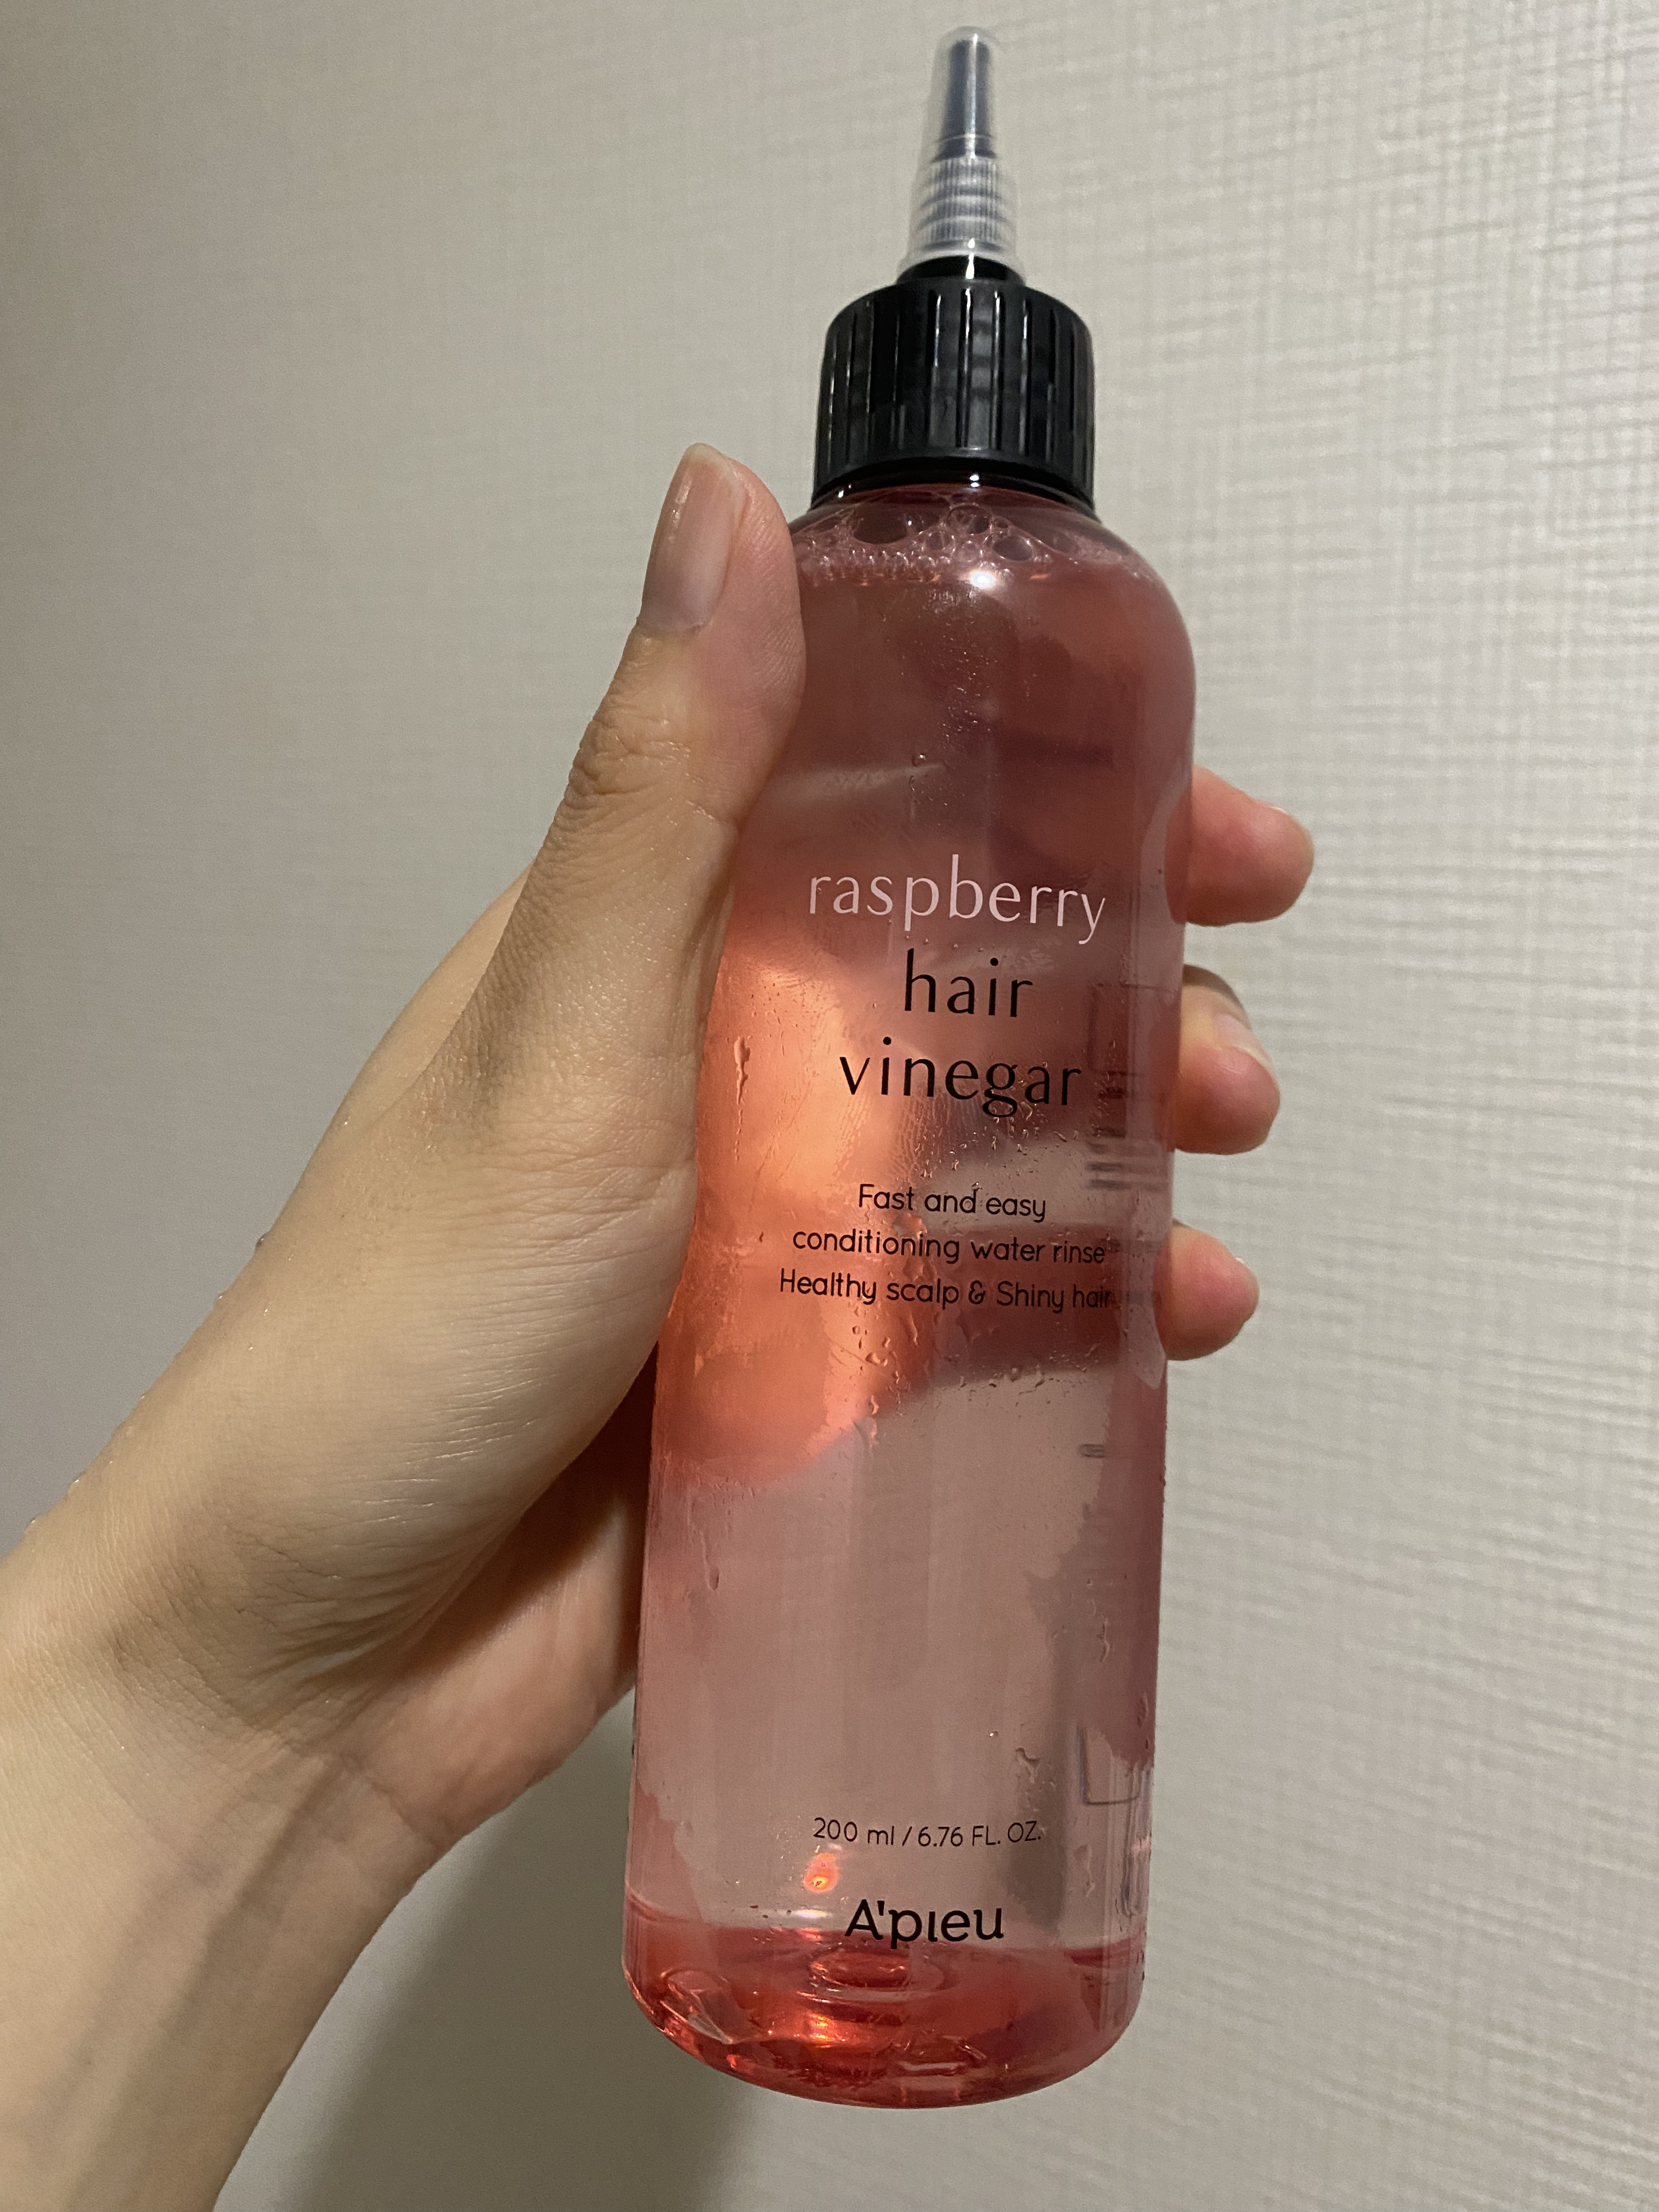 raspberry
hair
vinegar
Fast and easy
conditioning water rinse
Healthy scalp & Shiny hair
200 ml / 6.76 FL. OZ.
A'pieu